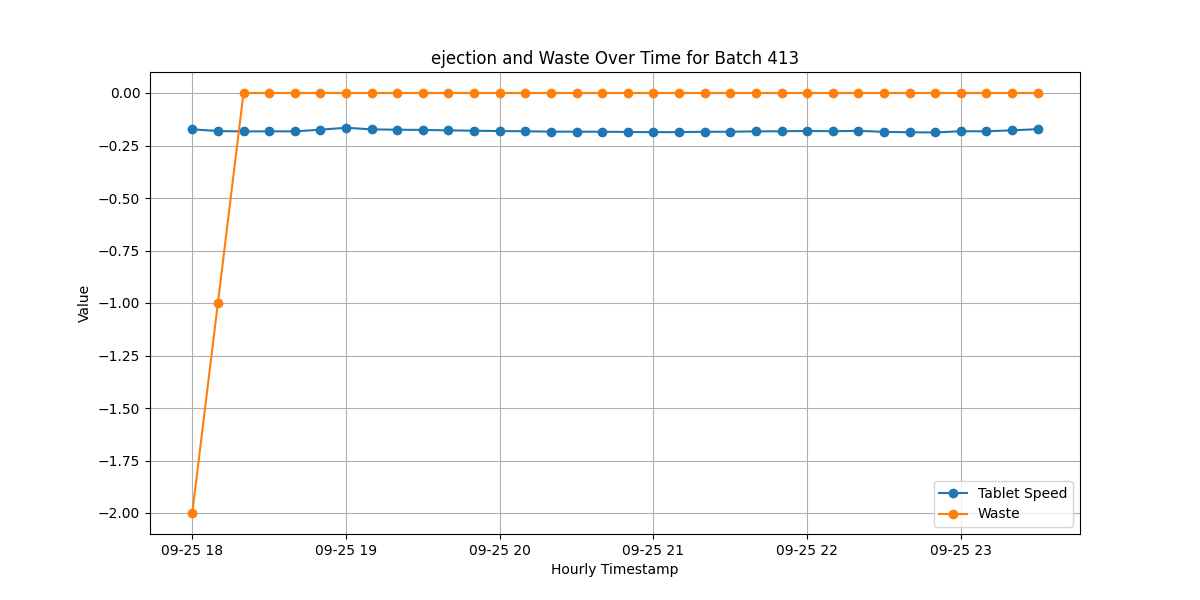 ejection and Waste Over Time for Batch 413
0.00
−0.25
−0.50
−0.75
−1.00
−1.25
−1.50
−1.75
−2.00
Value
Tablet Speed
Waste
09-25 18 09-25 19 09-25 20 09-25 21 09-25 22 09-25 23
Hourly Timestamp